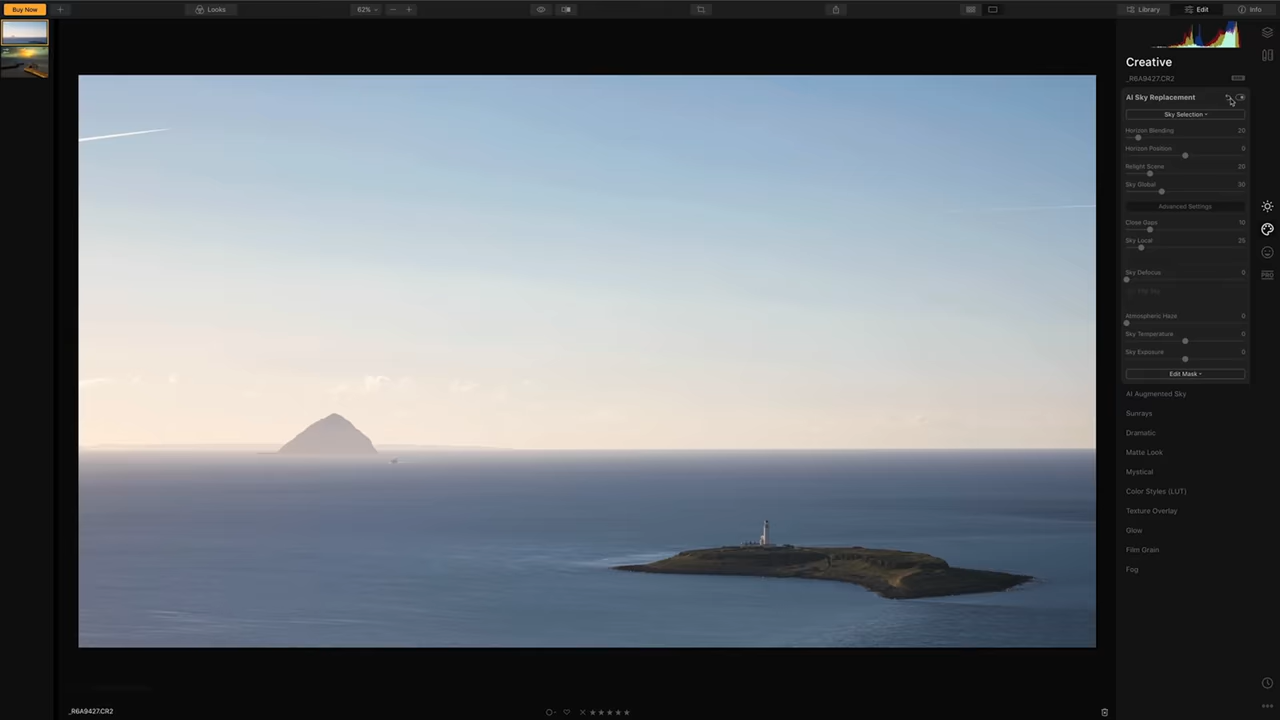 Buy Now
Looks
62%
Library
Edit
Info
Creative
_R6A9427.CR2
AI Sky Replacement
Sky Selection
Horizon Blending 20
Horizon Position 0
Relight Scene 20
Sky Global 30
Advanced Settings
Close Gaps 10
Sky Local 25
Sky Defocus 0
Flip Sky
Atmospheric Haze 0
Sky Temperature 0
Sky Exposure 0
Edit Mask
AI Augmented Sky
Sunrays
Dramatic
Matte Look
Mystical
Color Styles (LUT)
Texture Overlay
Glow
Film Grain
Fog
PRO
_R6A9427.CR2